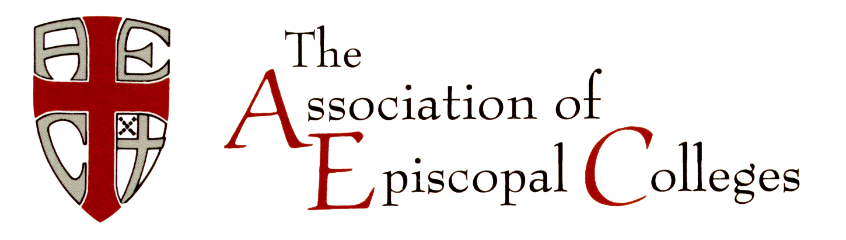 A E
C
The
Association of
Episcopal Colleges